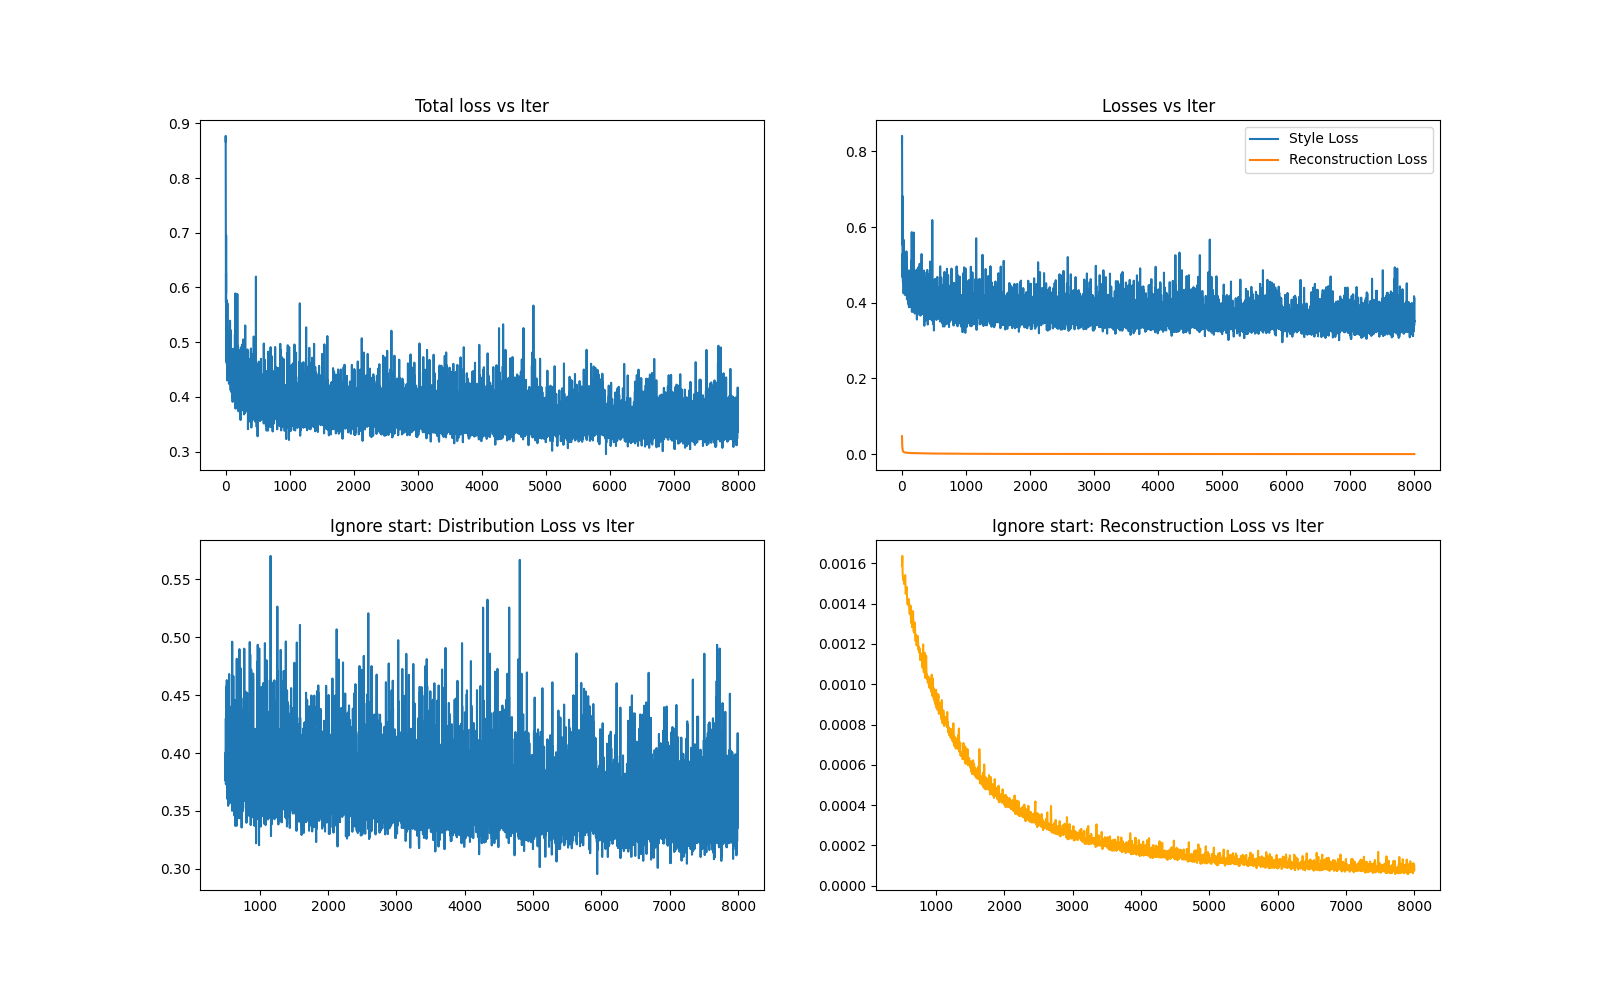 Total loss vs Iter
0.9
0.8
0.7
0.6
0.5
0.4
0.3
0 1000 2000 3000 4000 5000 6000 7000 8000
Losses vs Iter
Style Loss
Reconstruction Loss
0.8
0.6
0.4
0.2
0.0
0 1000 2000 3000 4000 5000 6000 7000 8000
Ignore start: Distribution Loss vs Iter
0.55
0.50
0.45
0.40
0.35
0.30
1000 2000 3000 4000 5000 6000 7000 8000
Ignore start: Reconstruction Loss vs Iter
0.0016
0.0014
0.0012
0.0010
0.0008
0.0006
0.0004
0.0002
0.0000
1000 2000 3000 4000 5000 6000 7000 8000